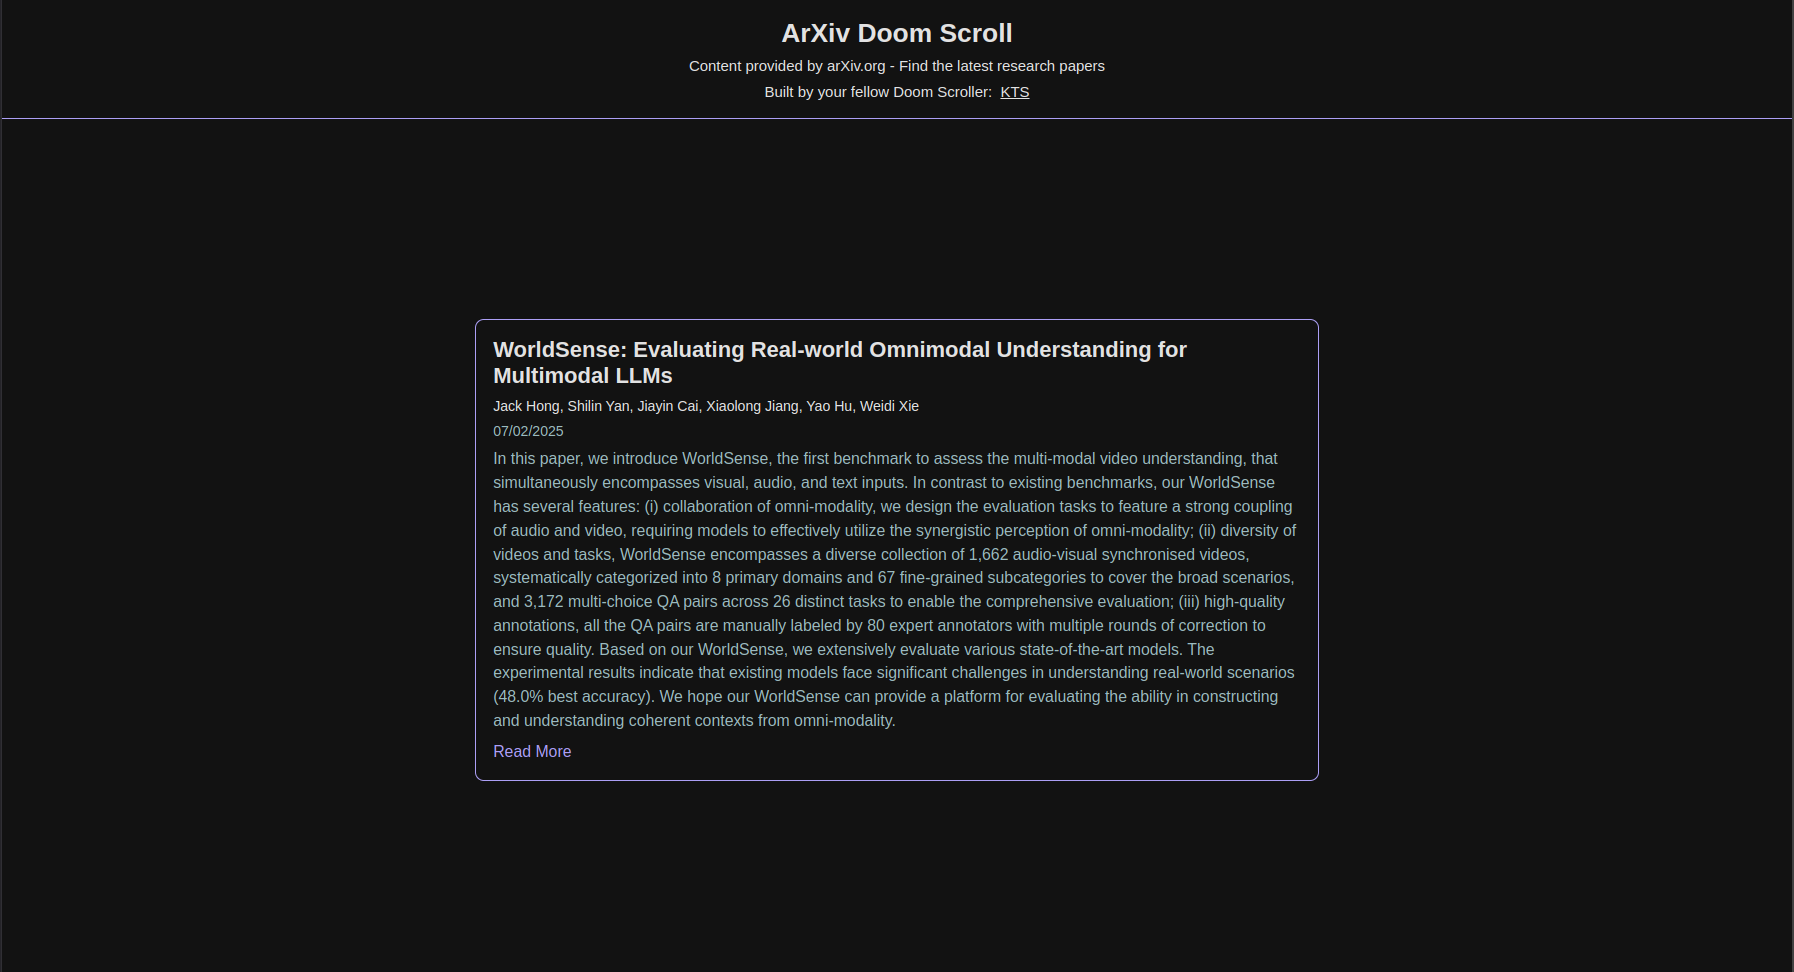 ArXiv Doom Scroll
Content provided by arXiv.org - Find the latest research papers
Built by your fellow Doom Scroller: KTS
WorldSense: Evaluating Real-world Omnimodal Understanding for
Multimodal LLMs
Jack Hong, Shilin Yan, Jiayin Cai, Xiaolong Jiang, Yao Hu, Weidi Xie
07/02/2025
In this paper, we introduce WorldSense, the first benchmark to assess the multi-modal video understanding, that
simultaneously encompasses visual, audio, and text inputs. In contrast to existing benchmarks, our WorldSense
has several features: (i) collaboration of omni-modality, we design the evaluation tasks to feature a strong coupling
of audio and video, requiring models to effectively utilize the synergistic perception of omni-modality; (ii) diversity of
videos and tasks, WorldSense encompasses a diverse collection of 1,662 audio-visual synchronised videos,
systematically categorized into 8 primary domains and 67 fine-grained subcategories to cover the broad scenarios,
and 3,172 multi-choice QA pairs across 26 distinct tasks to enable the comprehensive evaluation; (iii) high-quality
annotations, all the QA pairs are manually labeled by 80 expert annotators with multiple rounds of correction to
ensure quality. Based on our WorldSense, we extensively evaluate various state-of-the-art models. The
experimental results indicate that existing models face significant challenges in understanding real-world scenarios
(48.0% best accuracy). We hope our WorldSense can provide a platform for evaluating the ability in constructing
and understanding coherent contexts from omni-modality.
Read More